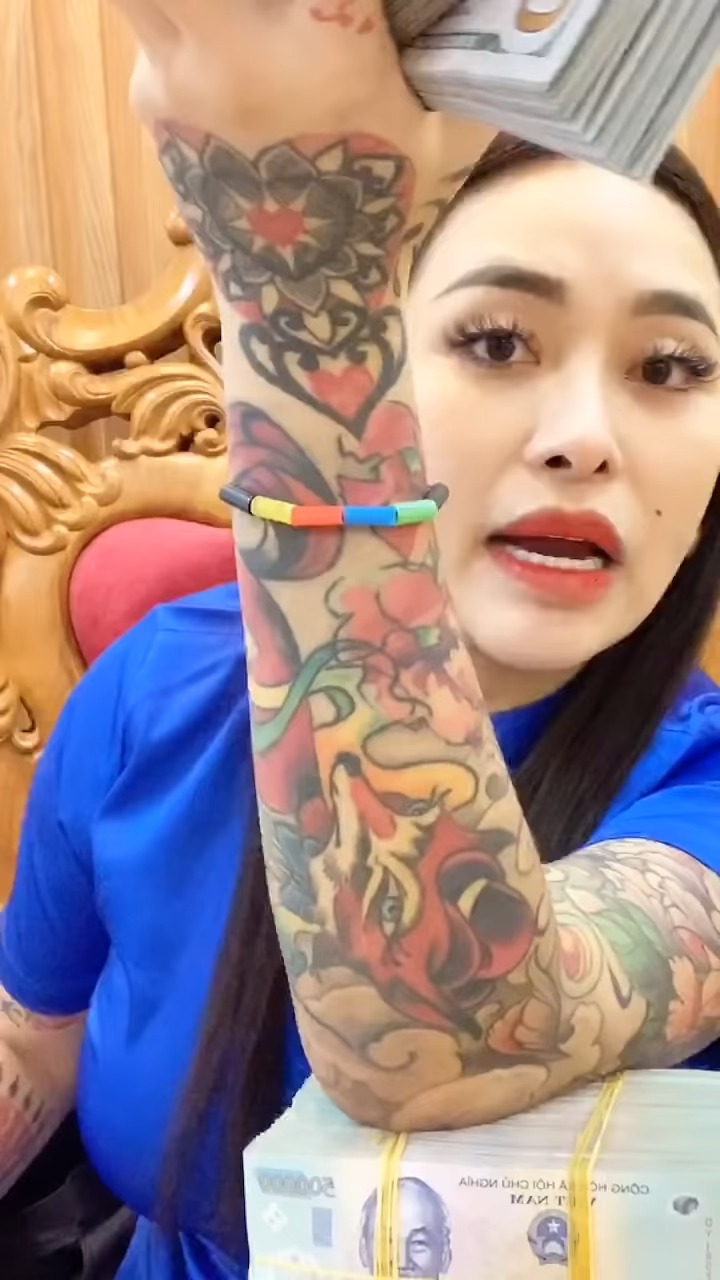 500000
CỘNG HÒA XÃ HỘI CHỦ NGHĨA
VIỆT NAM